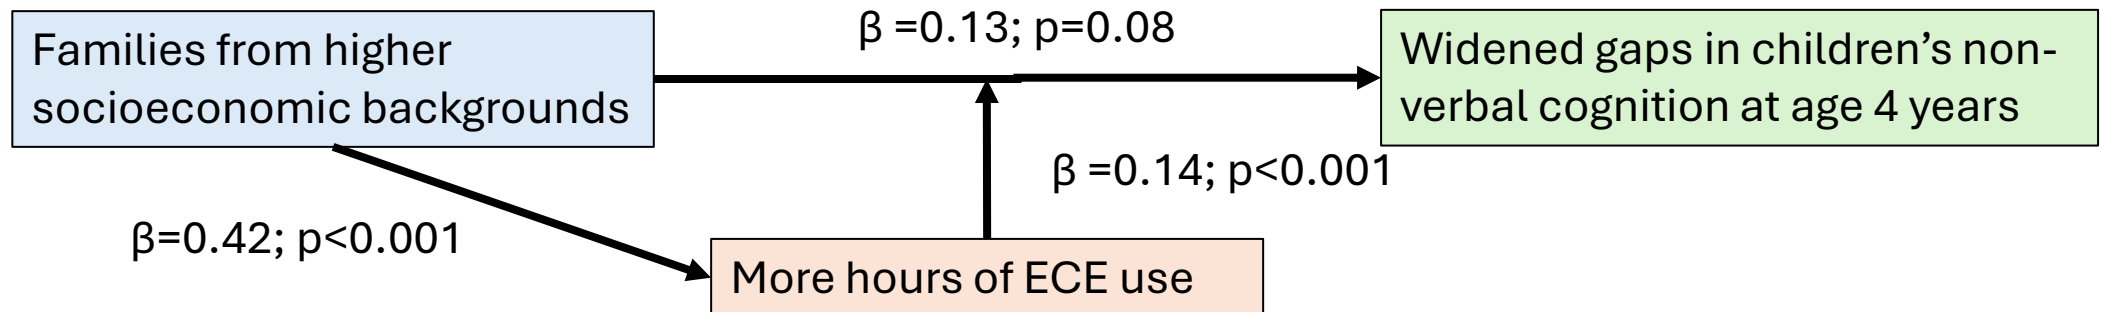 β =0.13; p=0.08
Families from higher
socioeconomic backgrounds
Widened gaps in children’s non-
verbal cognition at age 4 years
β =0.14; p<0.001
β=0.42; p<0.001
More hours of ECE use